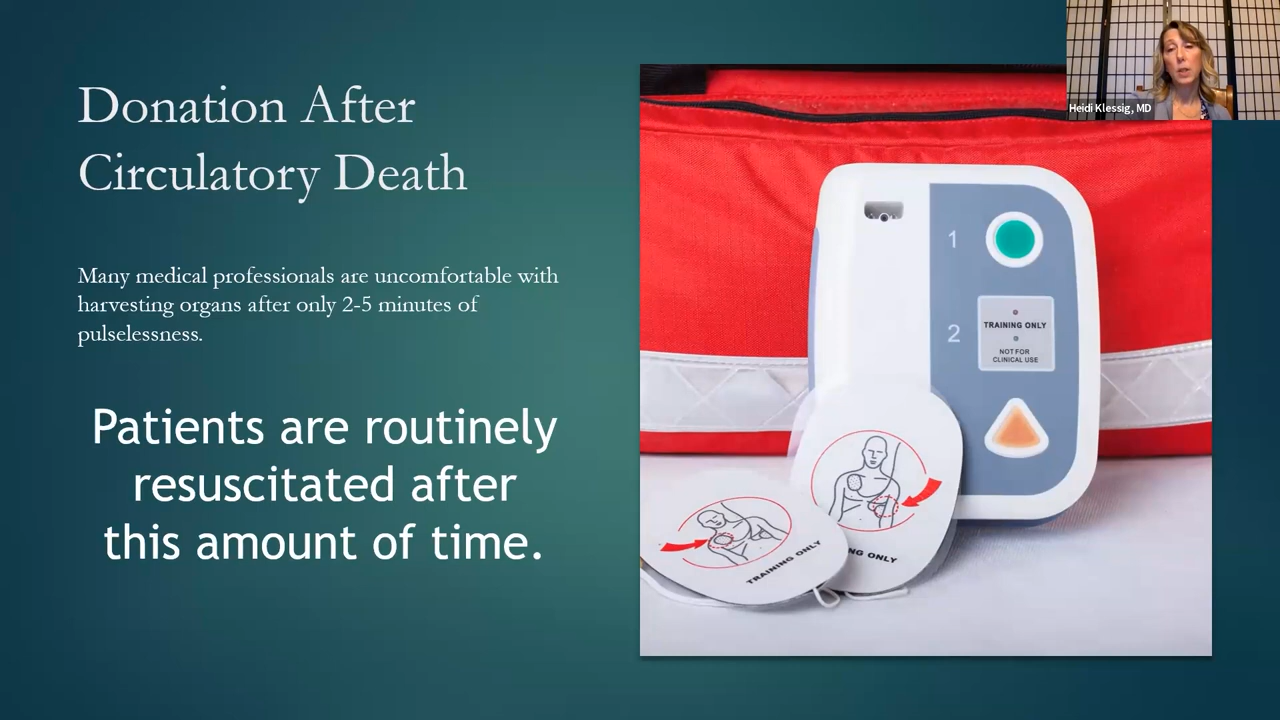 Donation After
Circulatory Death
Many medical professionals are uncomfortable with
harvesting organs after only 2-5 minutes of
pulselessness.
Patients are routinely
resuscitated after
this amount of time.
Heidi Klessig, MD
1
2
TRAINING ONLY
NOT FOR
CLINICAL USE
TRAINING ONLY
NG ONLY